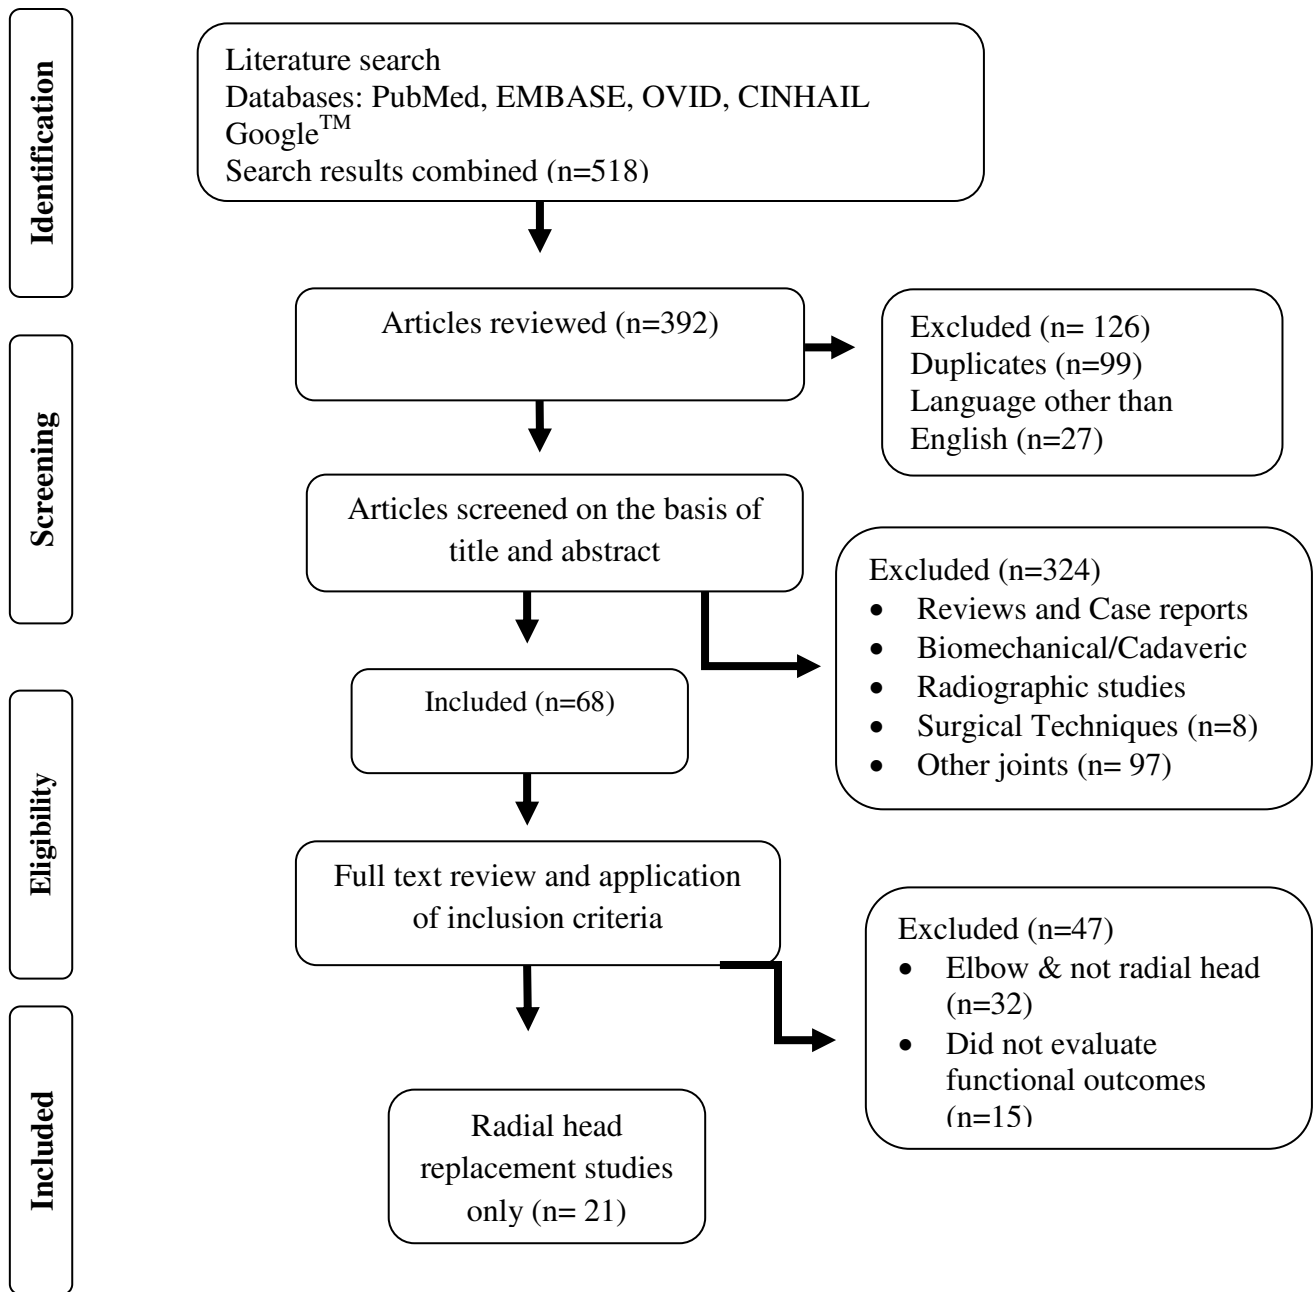 Identification
Literature search
Databases: PubMed, EMBASE, OVID, CINHAIL
Google™
Search results combined (n=518)
Articles reviewed (n=392)
Excluded (n= 126)
Duplicates (n=99)
Language other than
English (n=27)
Screening
Articles screened on the basis of
title and abstract
Excluded (n=324)
• Reviews and Case reports
• Biomechanical/Cadaveric
• Radiographic studies
• Surgical Techniques (n=8)
• Other joints (n= 97)
Included (n=68)
Eligibility
Full text review and application
of inclusion criteria
Excluded (n=47)
• Elbow & not radial head
(n=32)
• Did not evaluate
functional outcomes
(n=15)
Included
Radial head
replacement studies
only (n= 21)